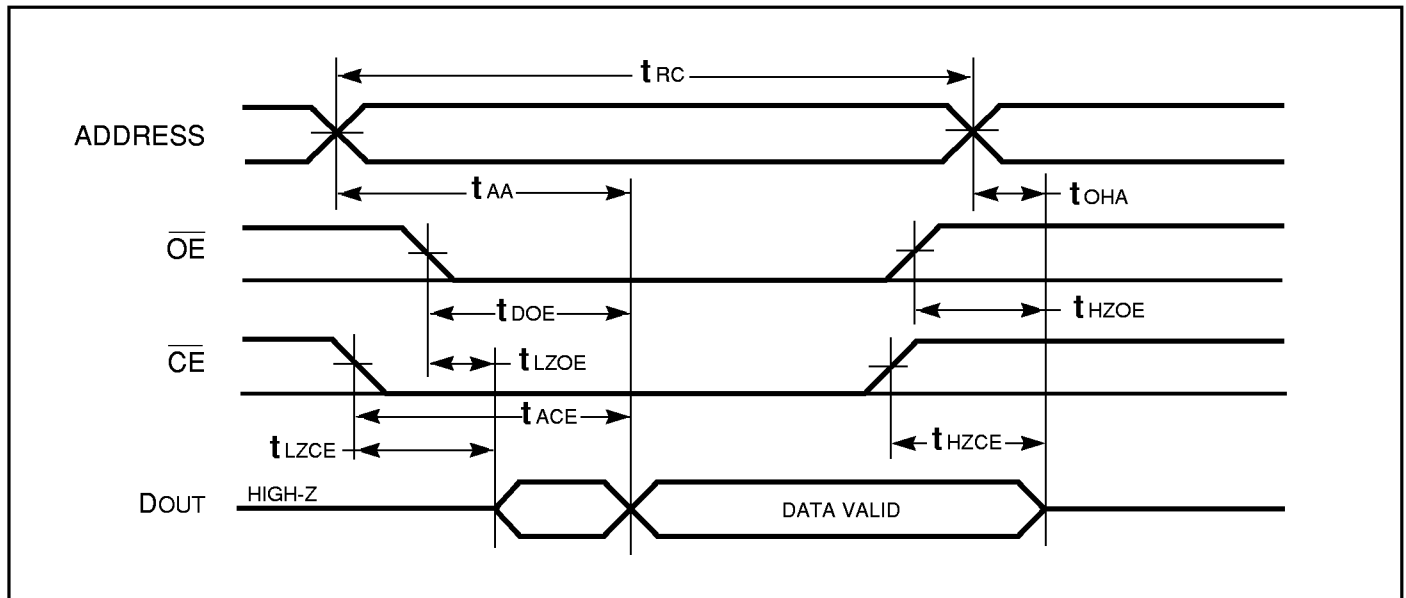 tRC
ADDRESS
tAA
tOHA
OE
tDOE
tHZOE
CE
tLZOE
tACE
tLZCE
tHZCE
DOUT
HIGH-Z
DATA VALID